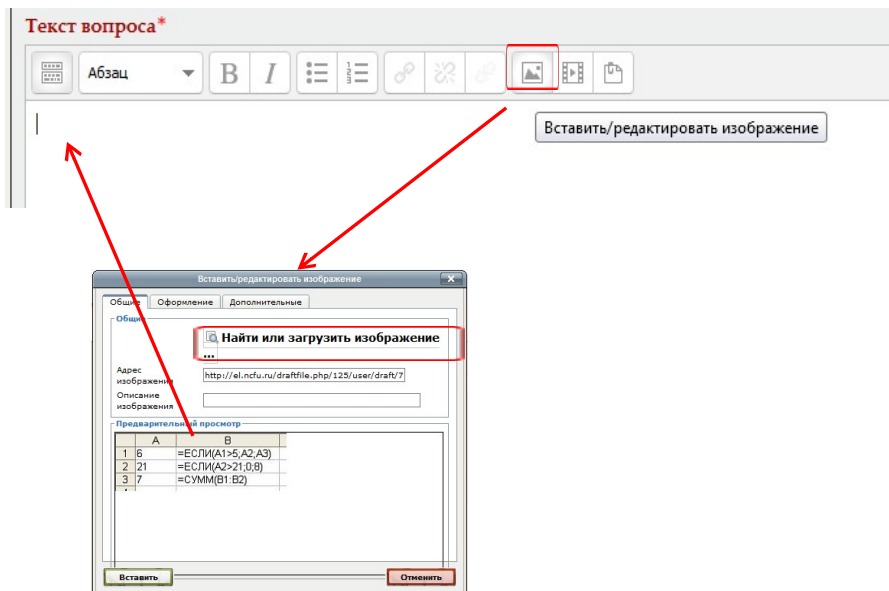 Текст вопроса*
Абзац
B I
Вставить/редактировать изображение
Вставить/редактировать изображение
Общие Оформление Дополнительные
Общие
Найти или загрузить изображение
...
Адрес
изображения
http://el.ncfu.ru/draftfile.php/125/user/draft/7
Описание
изображения
Предварительный просмотр
A B
1 6 =ЕСЛИ(A1>5;A2;A3)
2 21 =ЕСЛИ(A2>21;0;8)
3 7 =СУММ(B1:B2)
Вставить Отменить